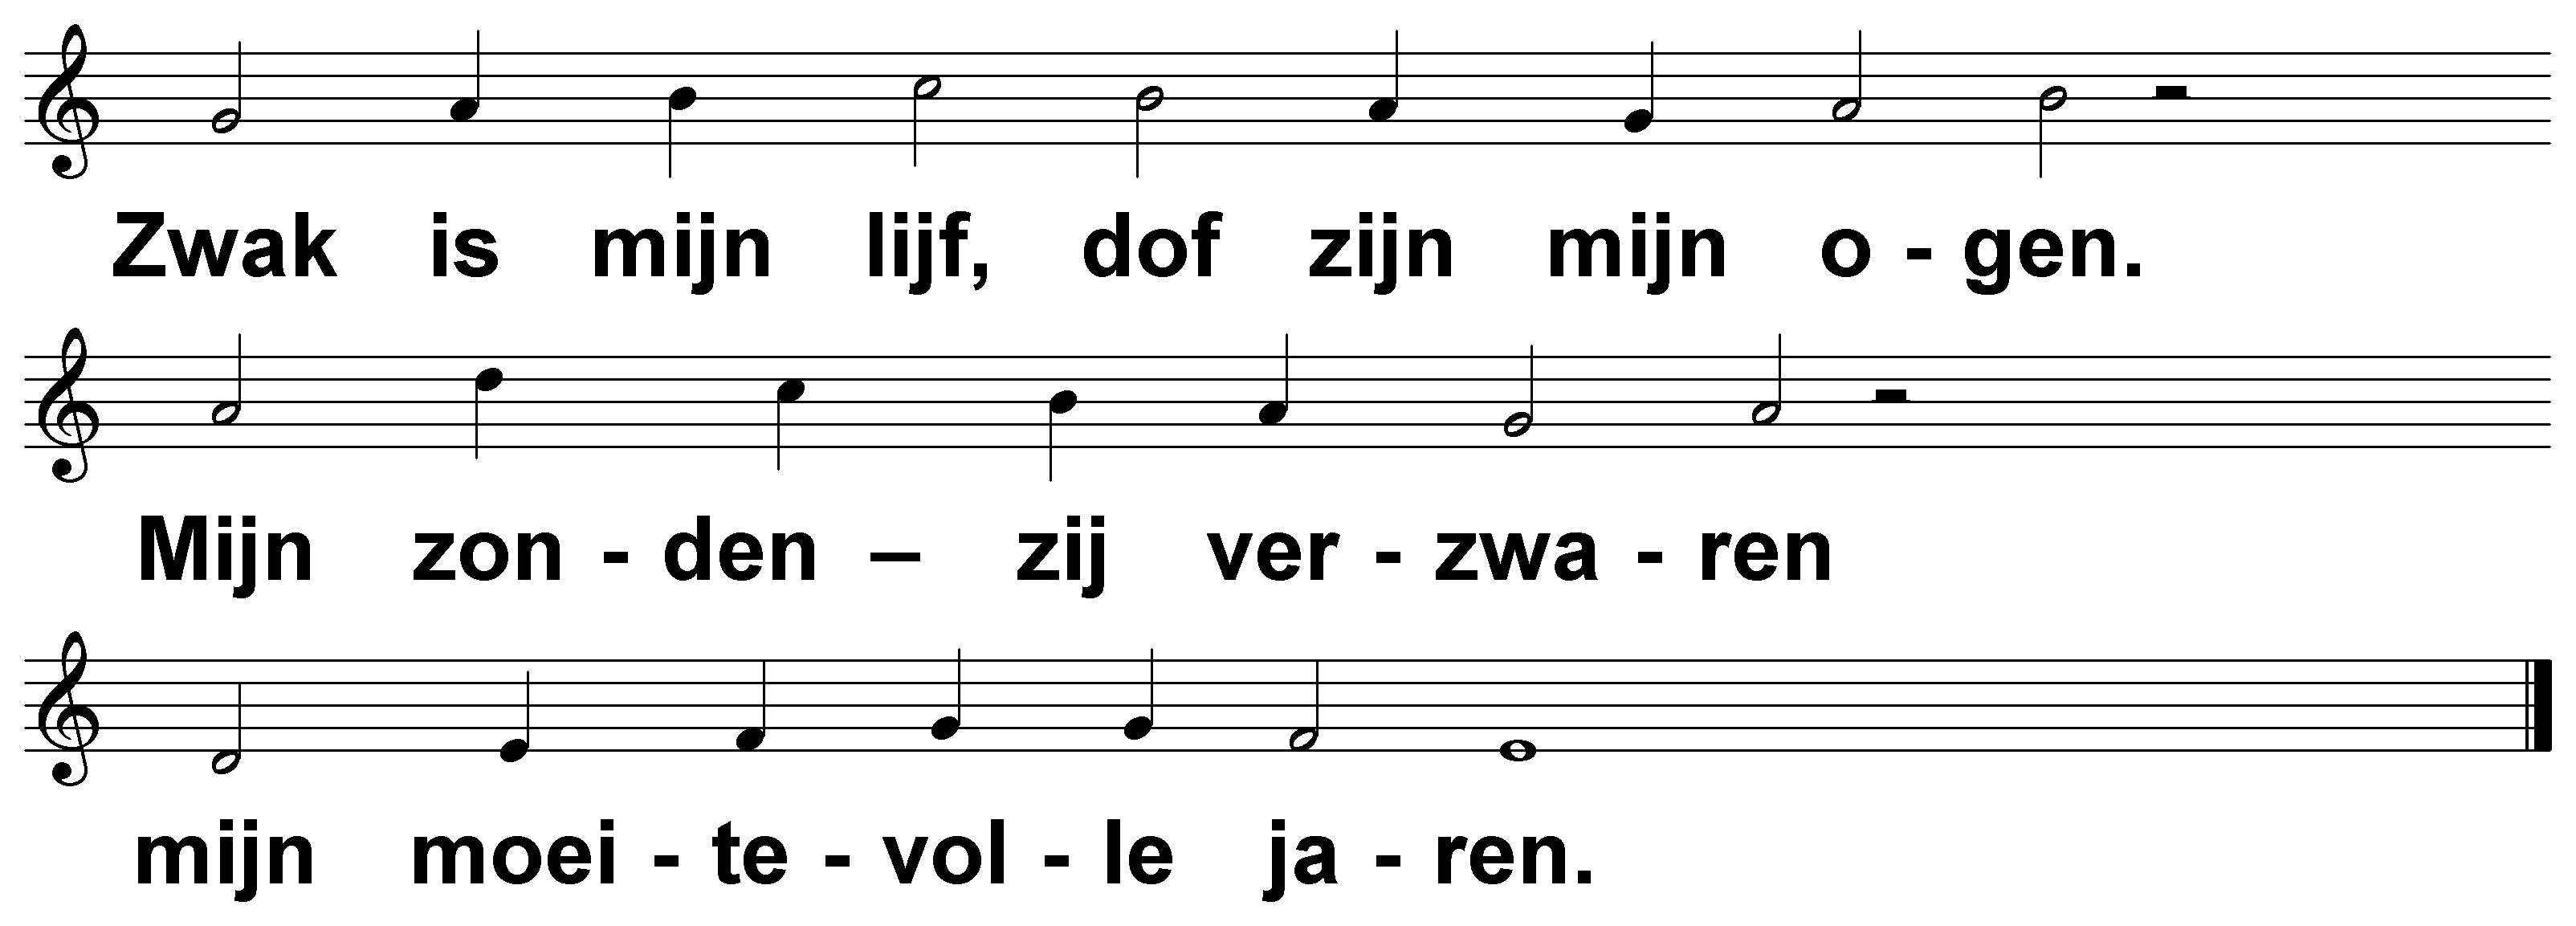 Zwak is mijn lijf, dof zijn mijn o - gen.
Mijn zon - den – zij ver - zwa - ren
mijn moei - te - vol - le ja - ren.